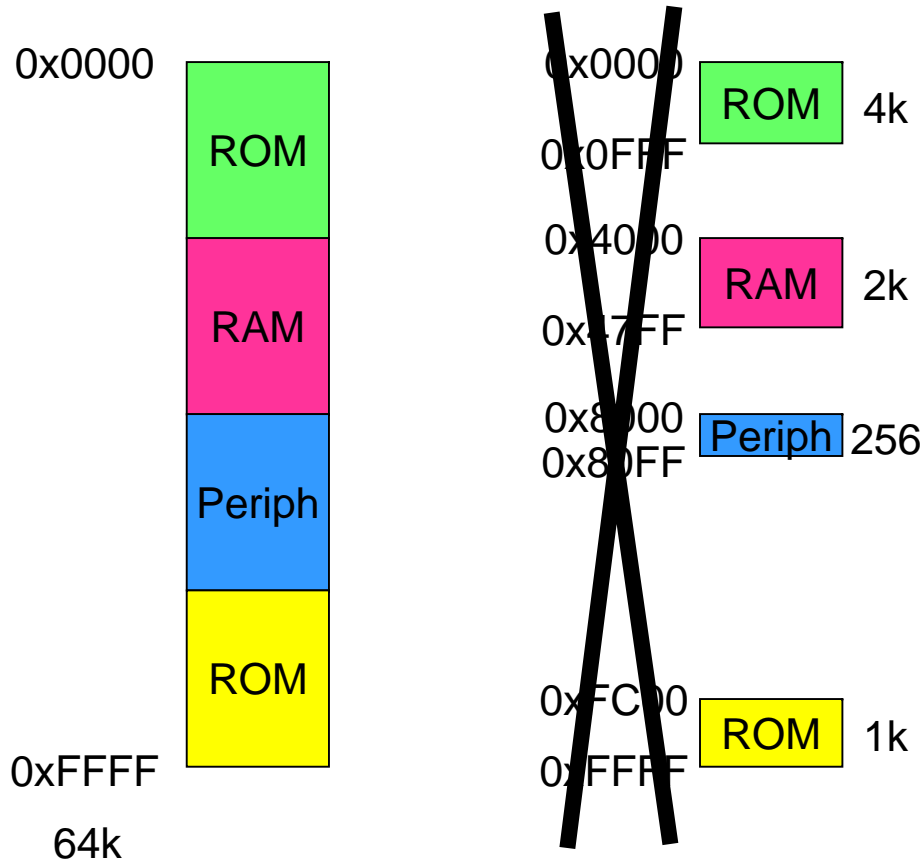 0x0000
ROM
RAM
Periph
ROM
0xFFFF
64k
0x0000
ROM
4k
0x0FFF
0x4000
RAM
2k
0x47FF
0x8000
Periph
256
0x80FF
0xFC00
ROM
1k
0xFFFF